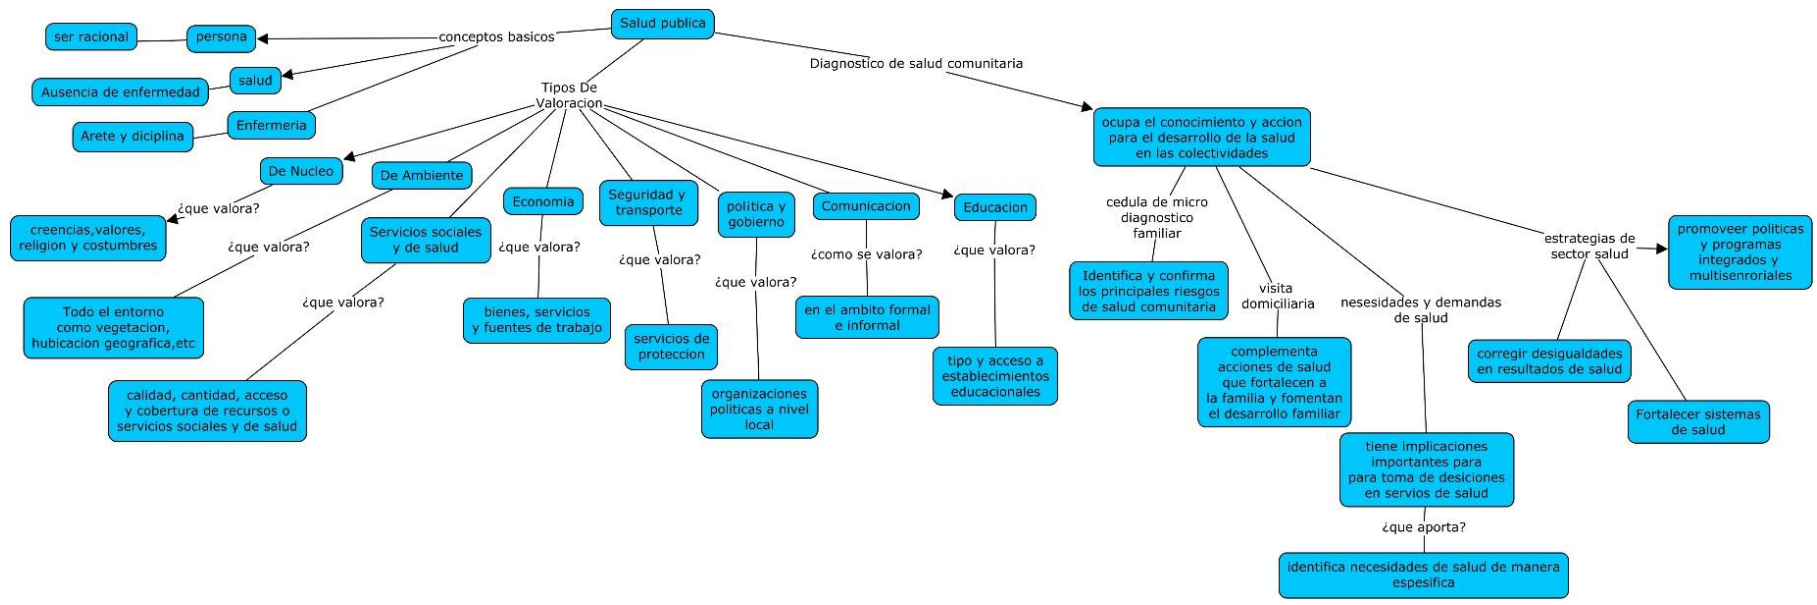 Salud publica
conceptos basicos
persona
ser racional
salud
Ausencia de enfermedad
Enfermeria
Arete y diciplina
Tipos De
Valoracion
De Nucleo
¿que valora?
creencias,valores,
religion y costumbres
De Ambiente
¿que valora?
Todo el entorno
como vegetacion,
hubicacion geografica,etc
Servicios sociales
y de salud
¿que valora?
calidad, cantidad, acceso
y cobertura de recursos o
servicios sociales y de salud
Economia
¿que valora?
bienes, servicios
y fuentes de trabajo
Seguridad y
transporte
¿que valora?
servicios de
proteccion
politica y
gobierno
¿que valora?
organizaciones
politicas a nivel
local
Comunicacion
¿como se valora?
en el ambito formal
e informal
Educacion
¿que valora?
tipo y acceso a
establecimientos
educacionales
Diagnostico de salud comunitaria
ocupa el conocimiento y accion
para el desarrollo de la salud
en las colectividades
cedula de micro
diagnostico
familiar
Identifica y confirma
los principales riesgos
de salud comunitaria
visita
domiciliaria
complementa
acciones de salud
que fortalecen a
la familia y fomentan
el desarrollo familiar
nesesidades y demandas
de salud
tiene implicaciones
importantes para
para toma de desiciones
en servios de salud
¿que aporta?
identifica necesidades de salud de manera
espesifica
estrategias de
sector salud
promoveer politicas
y programas
integrados y
multisenroriales
corregir desigualdades
en resultados de salud
Fortalecer sistemas
de salud